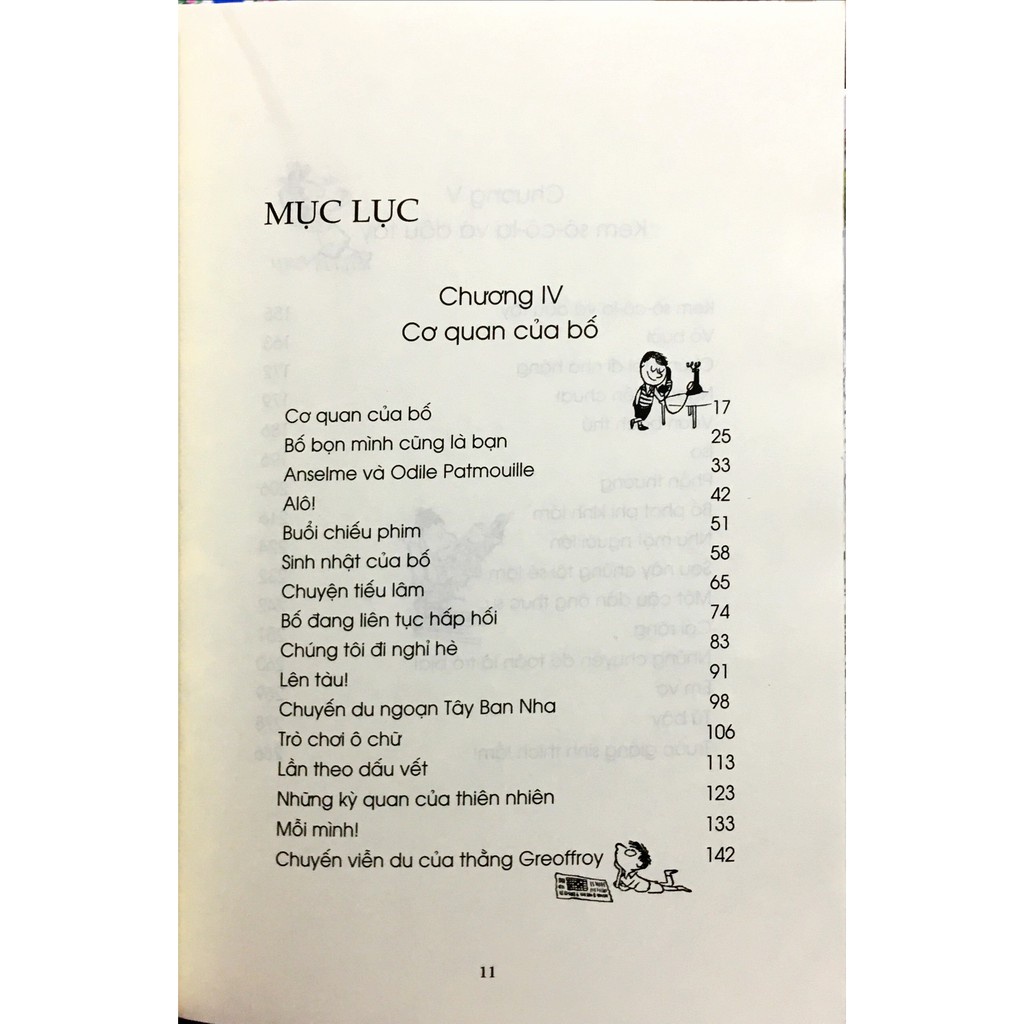 MỤC LỤC
Chương IV
Cơ quan của bố
Cơ quan của bố 17
Bố bọn mình cũng là bạn 25
Anselme và Odile Patmouille 33
Alô! 42
Buổi chiếu phim 51
Sinh nhật của bố 58
Chuyện tiếu lâm 65
Bố đang liên tục hấp hối 74
Chúng tôi đi nghỉ hè 83
Lên tàu! 91
Chuyến du ngoạn Tây Ban Nha 98
Trò chơi ô chữ 106
Lần theo dấu vết 113
Những kỳ quan của thiên nhiên 123
Mỗi mình! 133
Chuyến viễn du của thằng Greoffroy 142
11